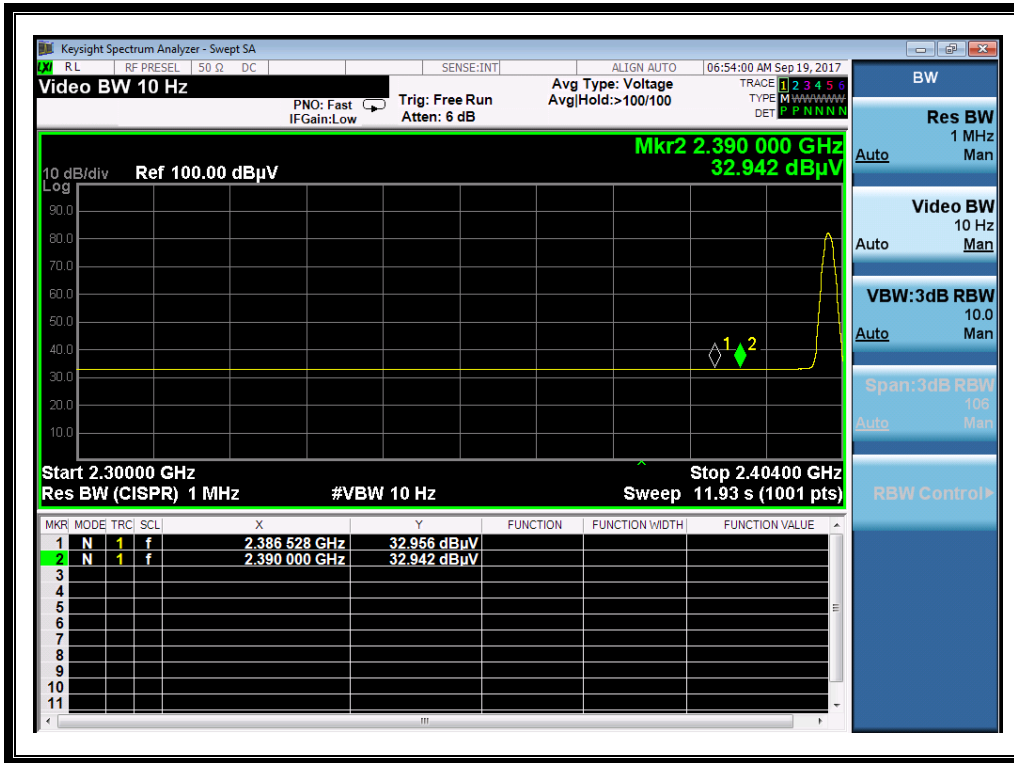 Keysight Spectrum Analyzer - Swept SA
LXI RL RF PRESEL 50 Ω DC SENSE:INT ALIGN AUTO 06:54:00 AM Sep 19, 2017
Video BW 10 Hz
PNO: Fast
IFGain:Low
Trig: Free Run
Atten: 6 dB
Avg Type: Voltage
Avg|Hold:>100/100
TRACE 1 2 3 4 5 6
TYPE M WWWWW
DET P P N N N N
Mkr2 2.390 000 GHz
32.942 dBµV
10 dB/div Ref 100.00 dBµV
Log
90.0
80.0
70.0
60.0
50.0
40.0
30.0
20.0
10.0
1 2
Start 2.30000 GHz Stop 2.40400 GHz
Res BW (CISPR) 1 MHz #VBW 10 Hz Sweep 11.93 s (1001 pts)
MKR MODE TRC SCL X Y FUNCTION FUNCTION WIDTH FUNCTION VALUE
1 N 1 f 2.386 528 GHz 32.956 dBµV
2 N 1 f 2.390 000 GHz 32.942 dBµV
3
4
5
6
7
8
9
10
11
BW
Res BW
1 MHz
Auto Man
Video BW
10 Hz
Auto Man
VBW:3dB RBW
10.0
Auto Man
Span:3dB RBW
106
Auto Man
RBW Control